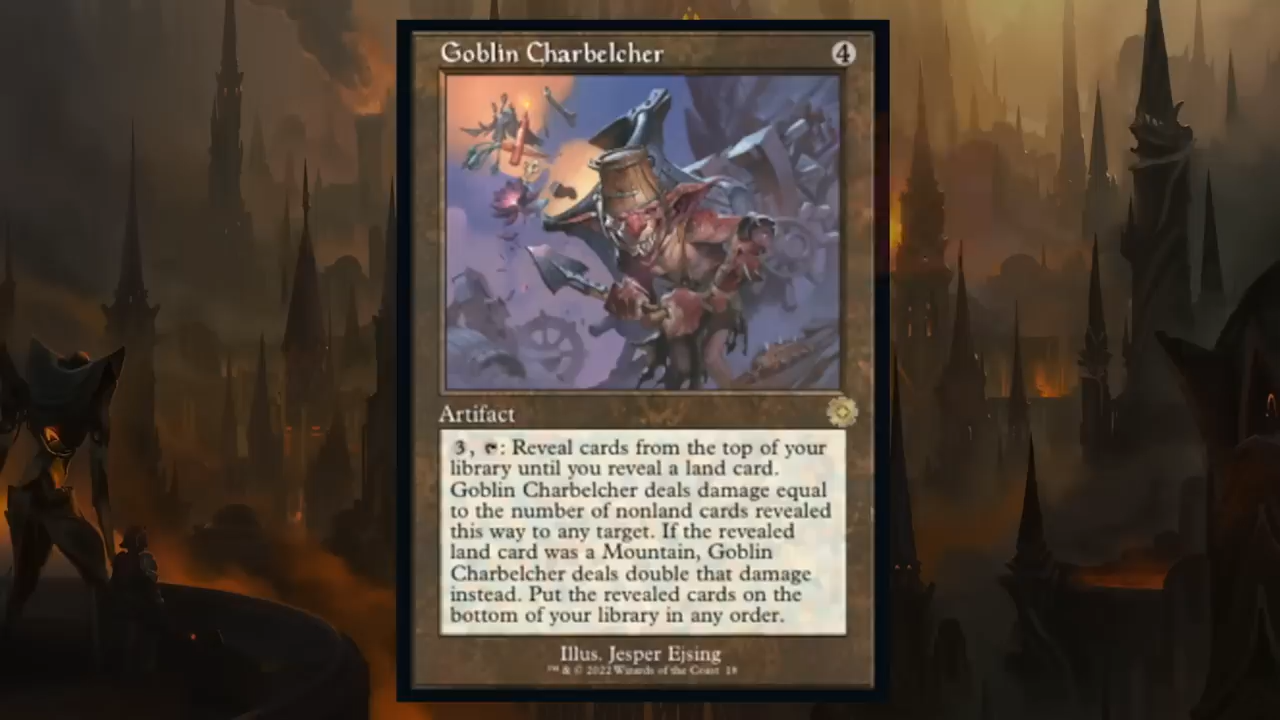 Goblin Charbelcher 4
Artifact
3, T: Reveal cards from the top of your
library until you reveal a land card.
Goblin Charbelcher deals damage equal
to the number of nonland cards revealed
this way to any target. If the revealed
land card was a Mountain, Goblin
Charbelcher deals double that damage
instead. Put the revealed cards on the
bottom of your library in any order.
Illus. Jesper Ejsing
™ & © 2022 Wizards of the Coast 19